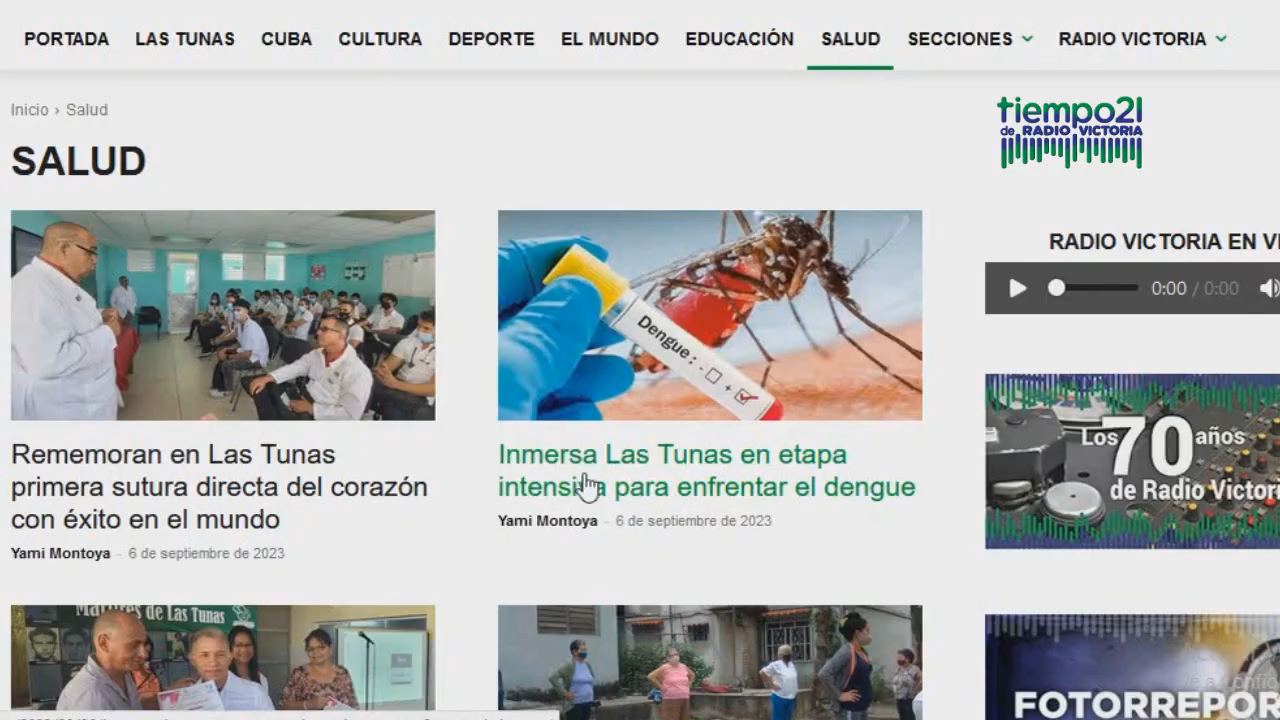 PORTADA LAS TUNAS CUBA CULTURA DEPORTE EL MUNDO EDUCACIÓN SALUD SECCIONES RADIO VICTORIA
Inicio › Salud
tiempo21
de RADIO VICTORIA
SALUD
RADIO VICTORIA EN
0:00 / 0:00
Dengue: - +
Los 70 años
de Radio
Rememoran en Las Tunas
primera sutura directa del corazón
con éxito en el mundo
Yami Montoya - 6 de septiembre de 2023
Inmersa Las Tunas en etapa
intensiva para enfrentar el dengue
Yami Montoya - 6 de septiembre de 2023
de Las Tunas